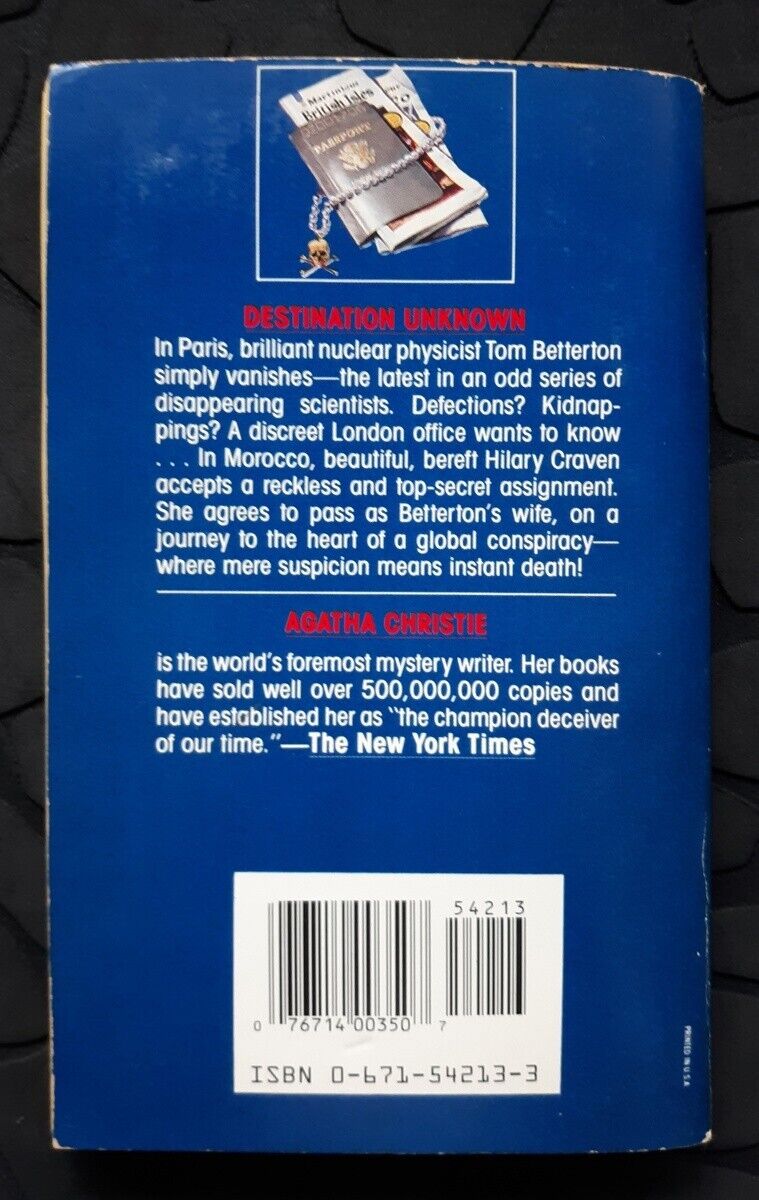 British Isles
PASSPORT
DESTINATION UNKNOWN
In Paris, brilliant nuclear physicist Tom Betterton
simply vanishes—the latest in an odd series of
disappearing scientists. Defections? Kidnap-
pings? A discreet London office wants to know
. . . In Morocco, beautiful, bereft Hilary Craven
accepts a reckless and top-secret assignment.
She agrees to pass as Betterton's wife, on a
journey to the heart of a global conspiracy—
where mere suspicion means instant death!
AGATHA CHRISTIE
is the world's foremost mystery writer. Her books
have sold well over 500,000,000 copies and
have established her as "the champion deceiver
of our time."—The New York Times
54213
0 76714 00350 7
ISBN 0-671-54213-3
PRINTED IN U.S.A.